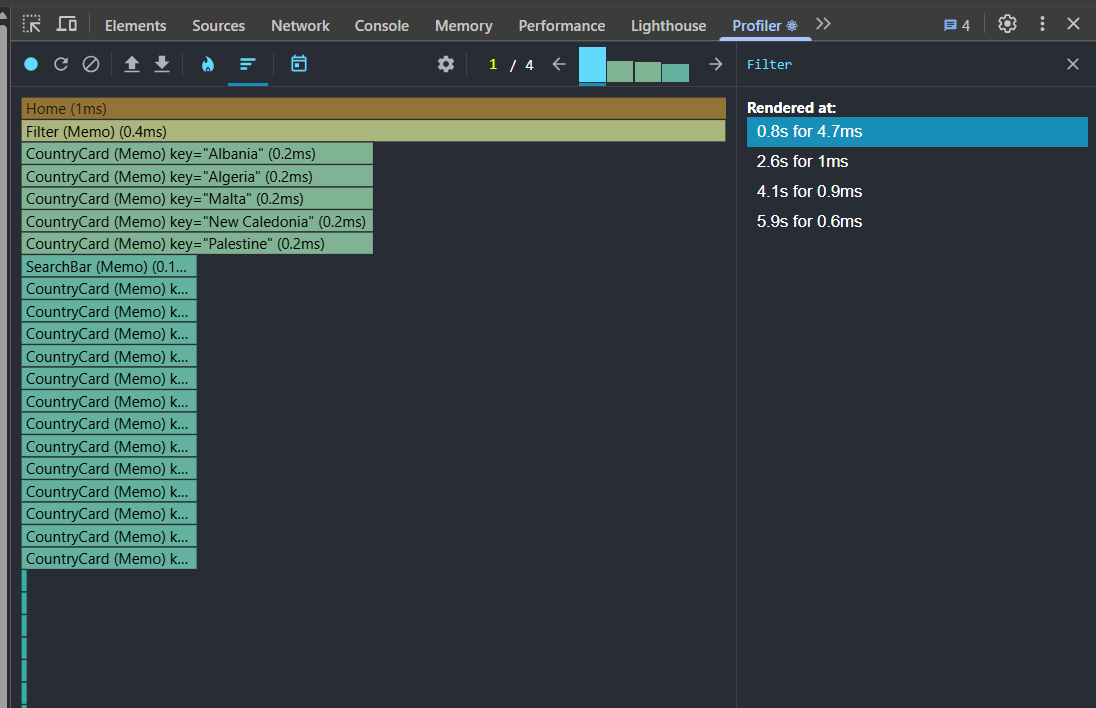 Elements Sources Network Console Memory Performance Lighthouse Profiler 4
1 / 4 Filter
Home (1ms)
Filter (Memo) (0.4ms)
CountryCard (Memo) key="Albania" (0.2ms)
CountryCard (Memo) key="Algeria" (0.2ms)
CountryCard (Memo) key="Malta" (0.2ms)
CountryCard (Memo) key="New Caledonia" (0.2ms)
CountryCard (Memo) key="Palestine" (0.2ms)
SearchBar (Memo) (0.1...
CountryCard (Memo) k...
CountryCard (Memo) k...
CountryCard (Memo) k...
CountryCard (Memo) k...
CountryCard (Memo) k...
CountryCard (Memo) k...
CountryCard (Memo) k...
CountryCard (Memo) k...
CountryCard (Memo) k...
CountryCard (Memo) k...
CountryCard (Memo) k...
CountryCard (Memo) k...
CountryCard (Memo) k...
Rendered at:
0.8s for 4.7ms
2.6s for 1ms
4.1s for 0.9ms
5.9s for 0.6ms